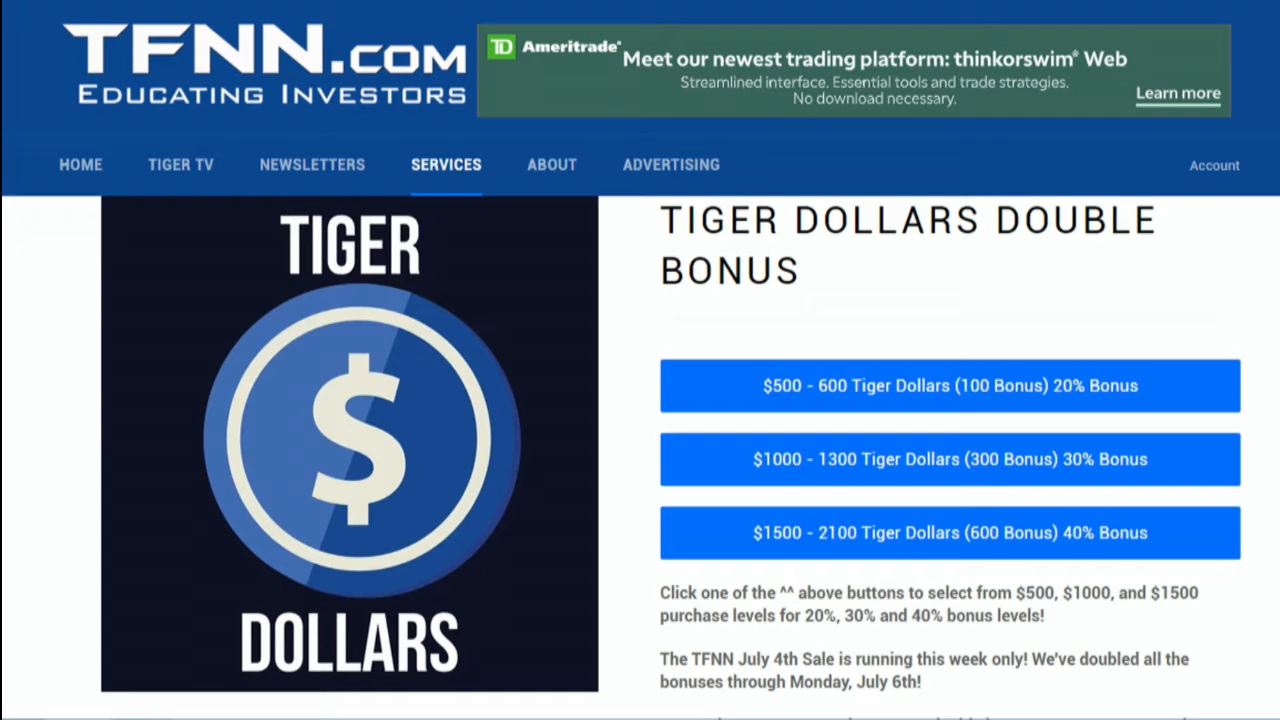 TFNN.COM
EDUCATING INVESTORS
TD Ameritrade®
Meet our newest trading platform: thinkorswim® Web
Streamlined interface. Essential tools and trade strategies.
No download necessary.
Learn more
HOME TIGER TV NEWSLETTERS SERVICES ABOUT ADVERTISING Account
TIGER
$
DOLLARS
TIGER DOLLARS DOUBLE
BONUS
$500 - 600 Tiger Dollars (100 Bonus) 20% Bonus
$1000 - 1300 Tiger Dollars (300 Bonus) 30% Bonus
$1500 - 2100 Tiger Dollars (600 Bonus) 40% Bonus
Click one of the ^^ above buttons to select from $500, $1000, and $1500
purchase levels for 20%, 30% and 40% bonus levels!
The TFNN July 4th Sale is running this week only! We've doubled all the
bonuses through Monday, July 6th!